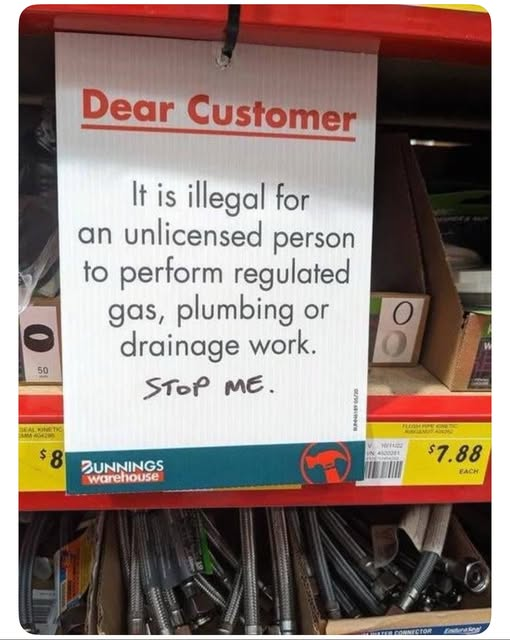 Dear Customer
It is illegal for
an unlicensed person
to perform regulated
gas, plumbing or
drainage work.
STOP ME.
BUNNINGS
warehouse
50
$8
$7.88
EACH